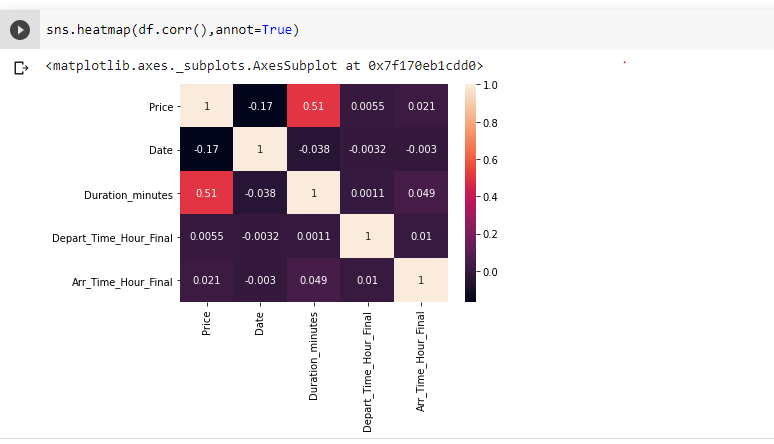 sns.heatmap(df.corr(),annot=True)
<matplotlib.axes._subplots.AxesSubplot at 0x7f170eb1cdd0>
Price 1 -0.17 0.51 0.0055 0.021
Date -0.17 1 -0.038 -0.0032 -0.003
Duration_minutes 0.51 -0.038 1 0.0011 0.049
Depart_Time_Hour_Final 0.0055 -0.0032 0.0011 1 0.01
Arr_Time_Hour_Final 0.021 -0.003 0.049 0.01 1
Price
Date
Duration_minutes
Depart_Time_Hour_Final
Arr_Time_Hour_Final
1.0
0.8
0.6
0.4
0.2
0.0